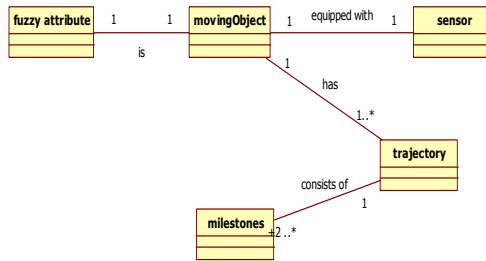 fuzzy attribute
1
1
is
movingObject
1
equipped with
1
sensor
1
has
1..*
trajectory
consists of
1
milestones
+2 ..*